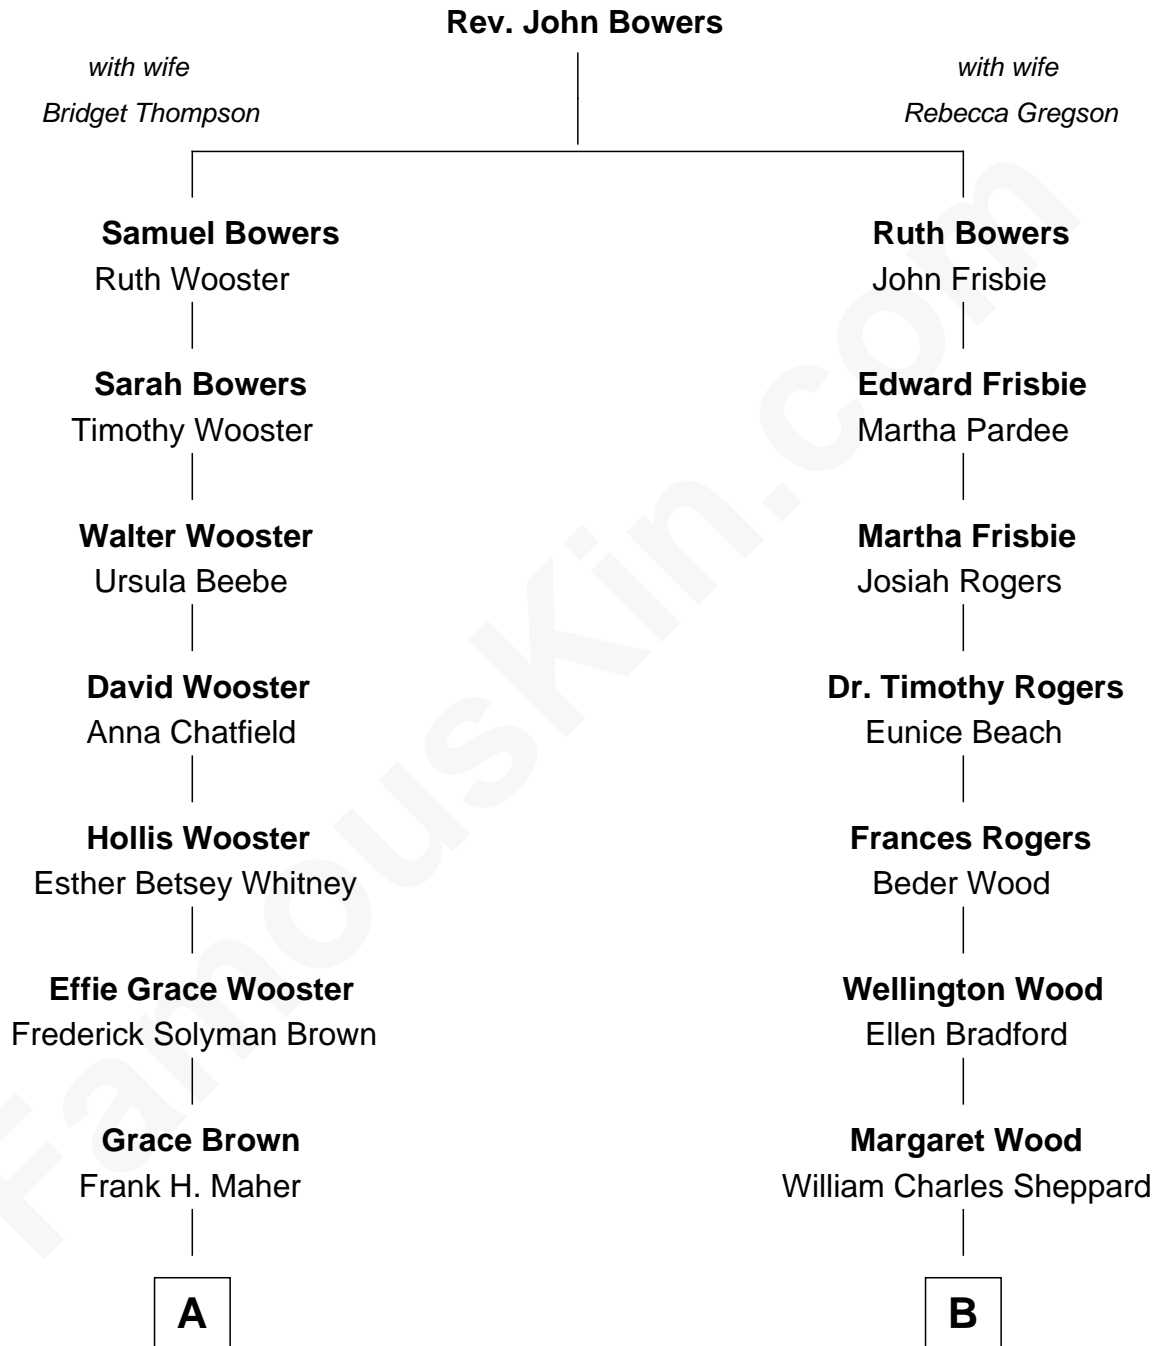 Rev. John Bowers
with wife
Bridget Thompson
with wife
Rebecca Gregson
Samuel Bowers
Ruth Wooster
Ruth Bowers
John Frisbie
Sarah Bowers
Timothy Wooster
Edward Frisbie
Martha Pardee
Walter Wooster
Ursula Beebe
Martha Frisbie
Josiah Rogers
David Wooster
Anna Chatfield
Dr. Timothy Rogers
Eunice Beach
Hollis Wooster
Esther Betsey Whitney
Frances Rogers
Beder Wood
Effie Grace Wooster
Frederick Solyman Brown
Wellington Wood
Ellen Bradford
Grace Brown
Frank H. Maher
Margaret Wood
William Charles Sheppard
A
B
FamousKin.com